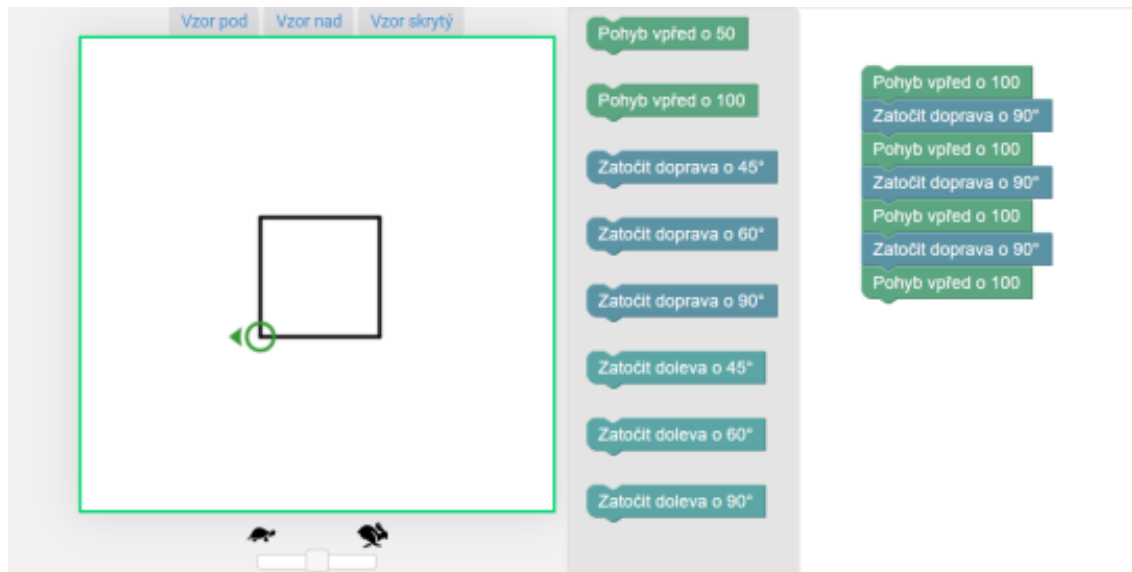 Vzor pod
Vzor nad
Vzor skrytý
Pohyb vpřed o 50
Pohyb vpřed o 100
Zatočit doprava o 45°
Zatočit doprava o 60°
Zatočit doprava o 90°
Zatočit doleva o 45°
Zatočit doleva o 60°
Zatočit doleva o 90°
Pohyb vpřed o 100
Zatočit doprava o 90°
Pohyb vpřed o 100
Zatočit doprava o 90°
Pohyb vpřed o 100
Zatočit doprava o 90°
Pohyb vpřed o 100